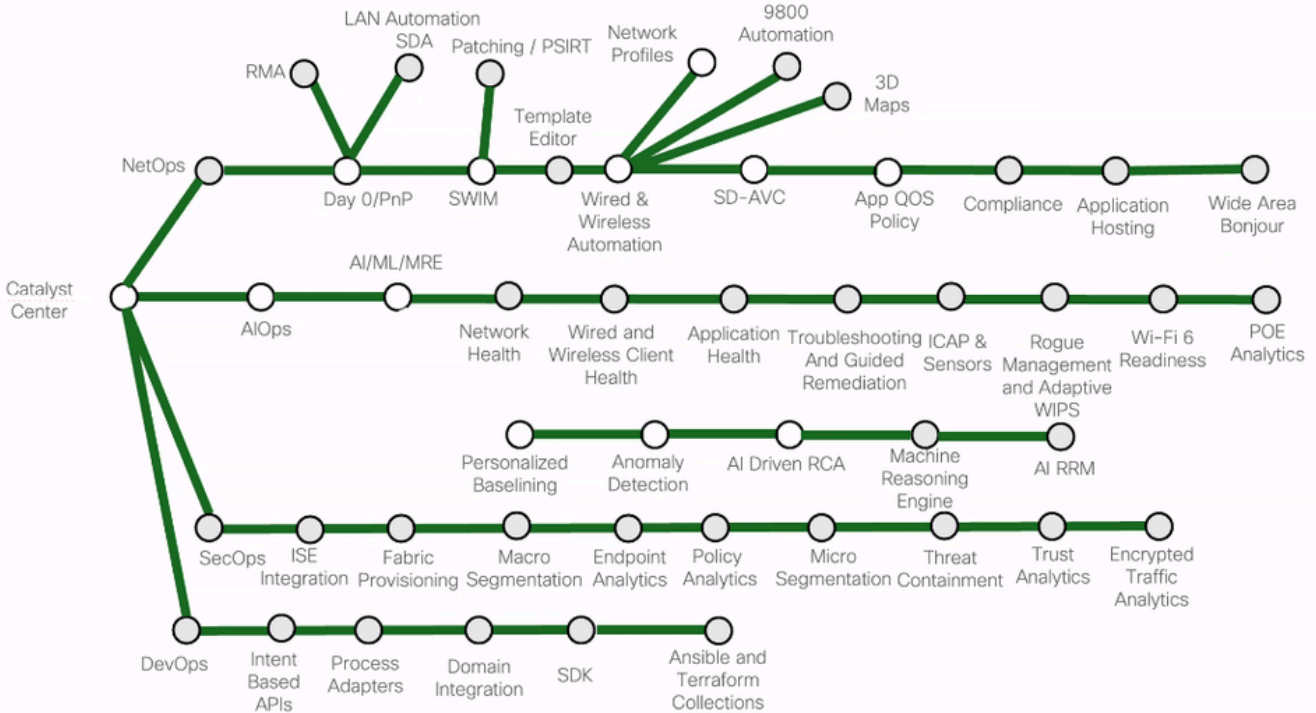 LAN Automation
SDA
RMA
Patching / PSIRT
Network
Profiles
9800
Automation
3D
Maps
Template
Editor
NetOps
Day 0/PnP
SWIM
Wired &
Wireless
Automation
SD-AVC
App QOS
Policy
Compliance
Application
Hosting
Wide Area
Bonjour
Catalyst
Center
AIOps
AI/ML/MRE
Network
Health
Wired and
Wireless Client
Health
Application
Health
Troubleshooting
And Guided
Remediation
ICAP &
Sensors
Rogue
Management
and Adaptive
WIPS
Wi-Fi 6
Readiness
POE
Analytics
Personalized
Baselining
Anomaly
Detection
AI Driven RCA
Machine
Reasoning
Engine
AI RRM
SecOps
ISE
Integration
Fabric
Provisioning
Macro
Segmentation
Endpoint
Analytics
Policy
Analytics
Micro
Segmentation
Threat
Containment
Trust
Analytics
Encrypted
Traffic
Analytics
DevOps
Intent
Based
APIs
Process
Adapters
Domain
Integration
SDK
Ansible and
Terraform
Collections